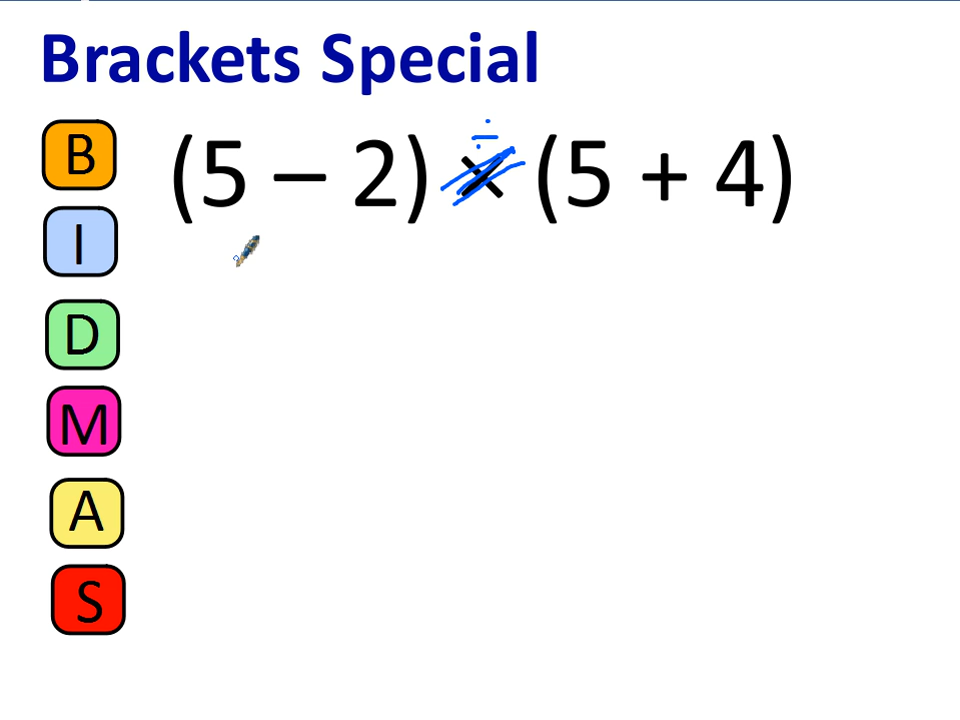 Brackets Special
B
(5 – 2) × ÷ (5 + 4)
I
D
M
A
S